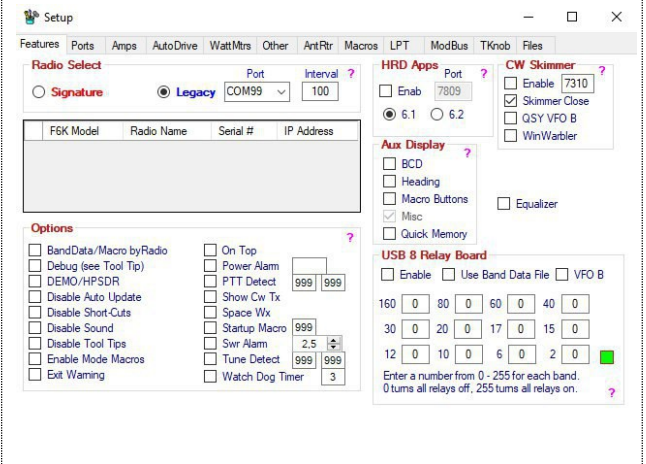 Setup
Features Ports Amps AutoDrive WattMtrs Other AntRtr Macros LPT ModBus TKnob Files
Radio Select
Port Interval ?
Signature Legacy COM99 100
F6K Model Radio Name Serial # IP Address
HRD Apps
Port ?
Enab 7809
6.1 6.2
CW Skimmer
?
Enable 7310
Skimmer Close
QSY VFO B
WinWarbler
Aux Display
?
BCD
Heading
Macro Buttons
Misc
Quick Memory
Equalizer
Options
?
BandData/Macro byRadio
Debug (see Tool Tip)
DEMO/HPSDR
Disable Auto Update
Disable Short-Cuts
Disable Sound
Disable Tool Tips
Enable Mode Macros
Exit Warning
On Top
Power Alarm
PTT Detect 999 999
Show Cw Tx
Space Wx
Startup Macro 999
Swr Alarm 2,5
Tune Detect 999 999
Watch Dog Timer 3
USB 8 Relay Board
Enable Use Band Data File VFO B
160 0 80 0 60 0 40 0
30 0 20 0 17 0 15 0
12 0 10 0 6 0 2 0
Enter a number from 0 - 255 for each band.
0 turns all relays off, 255 turns all relays on.
?